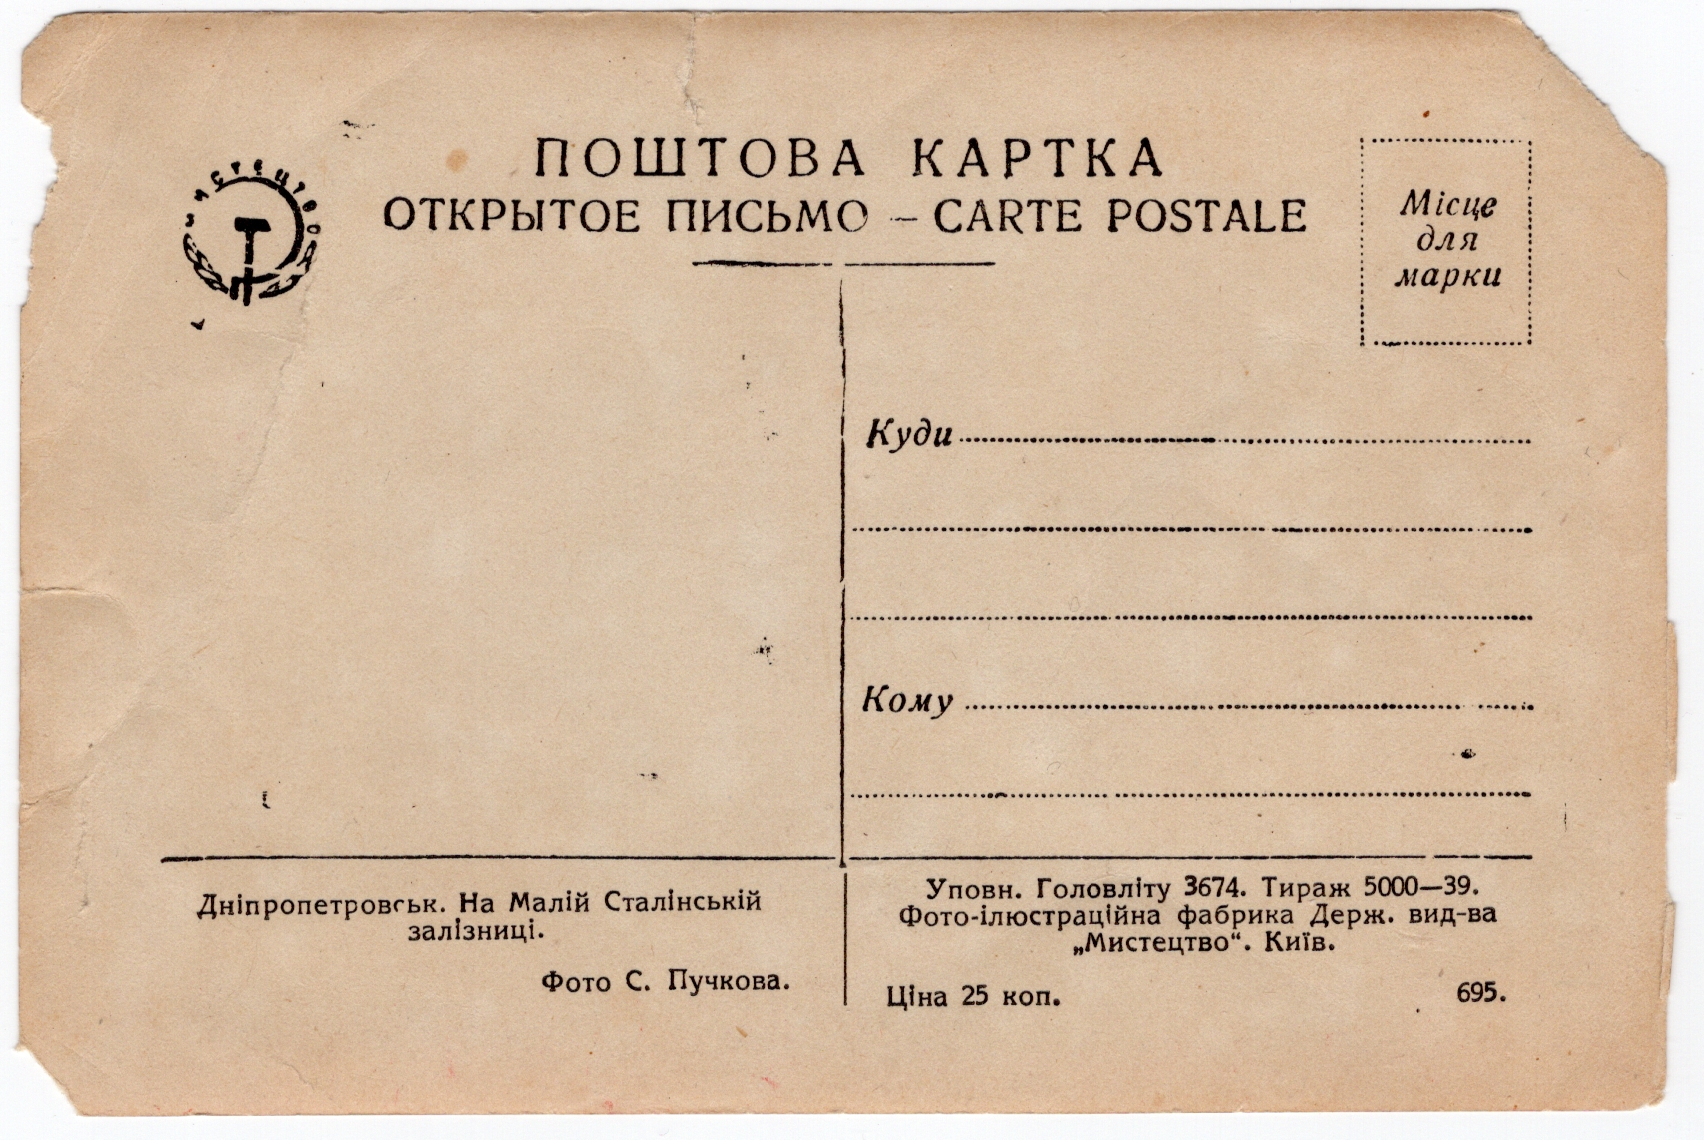 ПОШТОВА КАРТКА
ОТКРЫТОЕ ПИСЬМО – CARTE POSTALE
мистецтво
Місце
для
марки
Куди
Кому
Дніпропетровськ. На Малій Сталінській
залізниці.
Фото С. Пучкова.
Уповн. Головліту 3674. Тираж 5000—39.
Фото-ілюстраційна фабрика Держ. вид-ва
„Мистецтво“. Київ.
Ціна 25 коп.
695.